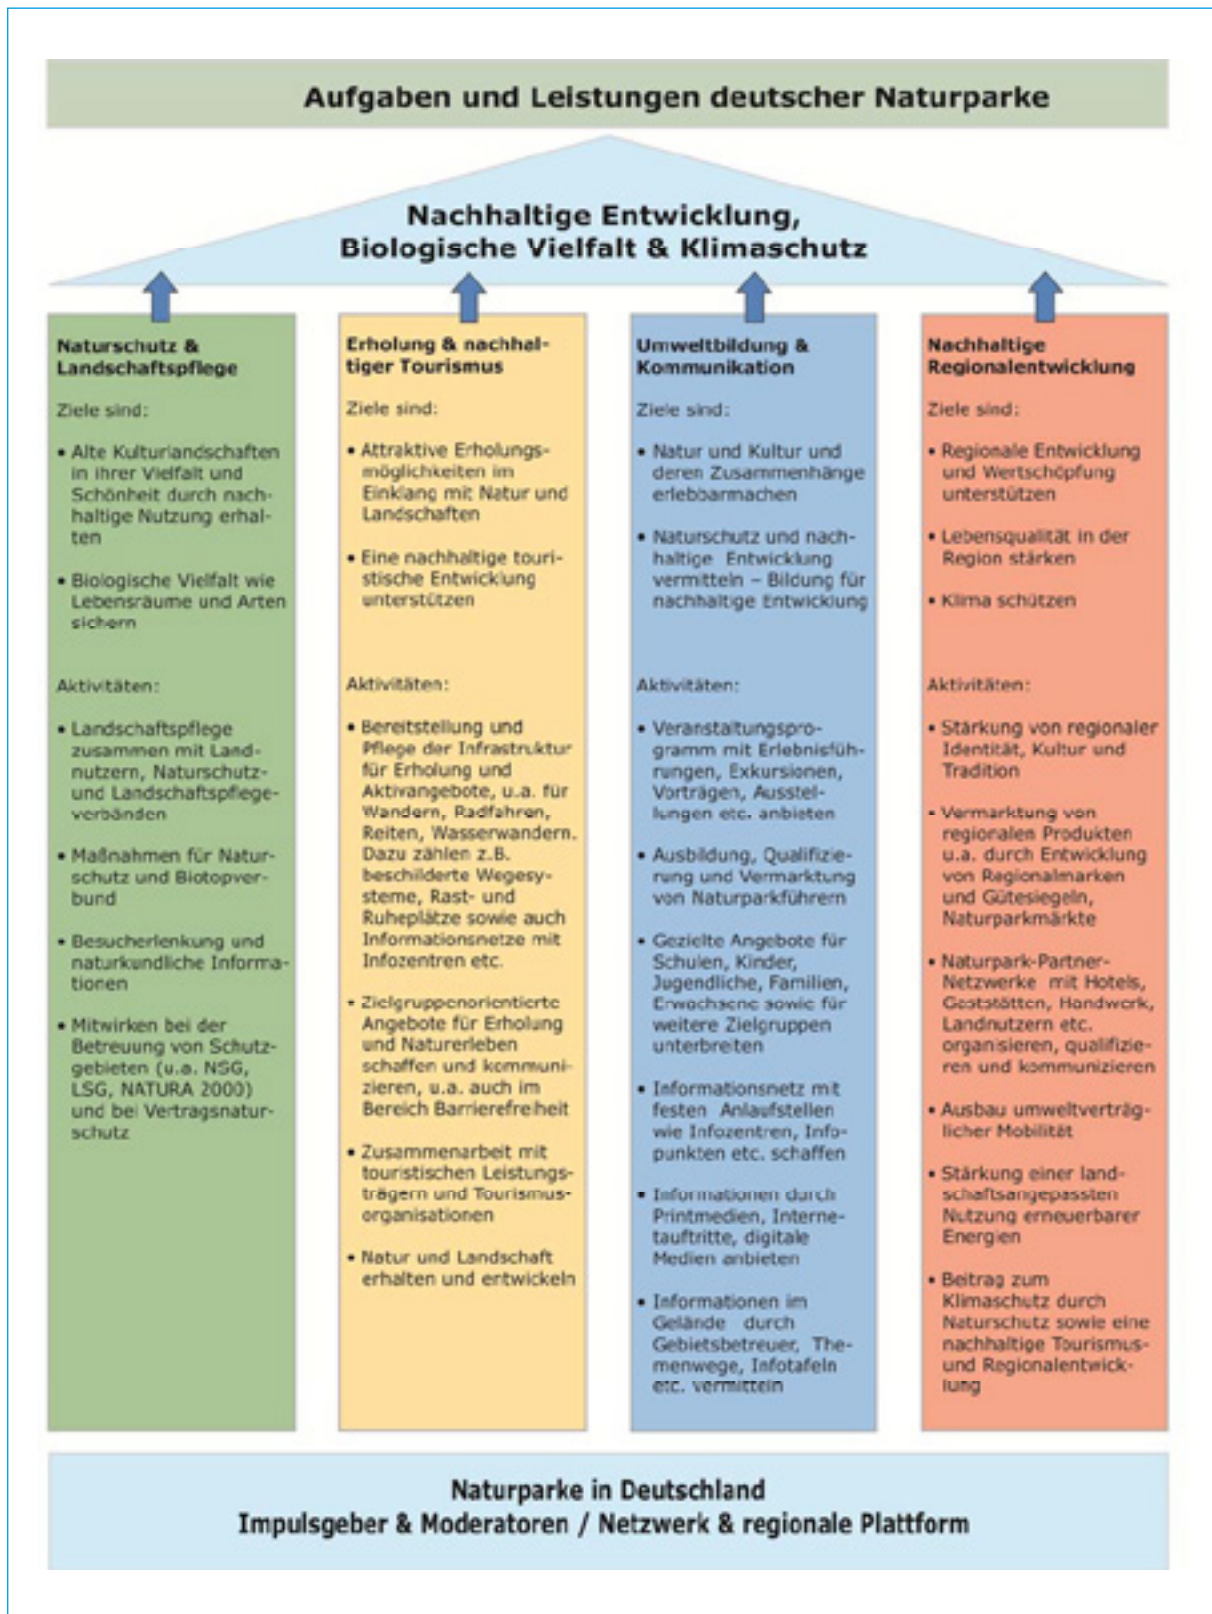 Aufgaben und Leistungen deutscher Naturparke
Nachhaltige Entwicklung,
Biologische Vielfalt & Klimaschutz
Naturschutz &
Landschaftspflege
Ziele sind:
• Alte Kulturlandschaften
in ihrer Vielfalt und
Schönheit durch nach-
haltige Nutzung erhal-
ten
• Biologische Vielfalt wie
Lebensräume und Arten
sichern
Aktivitäten:
• Landschaftspflege
zusammen mit Land-
nutzern, Naturschutz-
und Landschaftspflege-
verbänden
• Maßnahmen für Natur-
schutz und Biotopver-
bund
• Besucherlenkung und
naturkundliche Informa-
tionen
• Mitwirken bei der
Betreuung von Schutz-
gebieten (u.a. NSG,
LSG, NATURA 2000)
und bei Vertragsnatur-
schutz
Erholung & nachhal-
tiger Tourismus
Ziele sind:
• Attraktive Erholungs-
möglichkeiten im
Einklang mit Natur und
Landschaften
• Eine nachhaltige touri-
stische Entwicklung
unterstützen
Aktivitäten:
• Bereitstellung und
Pflege der Infrastruktur
für Erholung und
Aktivangebote, u.a. für
Wandern, Radfahren,
Reiten, Wasserwandern.
Dazu zählen z.B.
beschilderte Wegesy-
steme, Rast- und
Ruheplätze sowie auch
Informationsnetze mit
Infozentren etc.
• Zielgruppenorientierte
Angebote für Erholung
und Naturerleben
schaffen und kommuni-
zieren, u.a. auch im
Bereich Barrierefreiheit
• Zusammenarbeit mit
touristischen Leistungs-
trägern und Tourismus-
organisationen
• Natur und Landschaft
erhalten und entwickeln
Umweltbildung &
Kommunikation
Ziele sind:
• Natur und Kultur und
deren Zusammenhänge
erlebbarmachen
• Naturschutz und nach-
haltige Entwicklung
vermitteln – Bildung für
nachhaltige Entwicklung
Aktivitäten:
• Veranstaltungspro-
gramm mit Erlebnisfüh-
rungen, Exkursionen,
Vorträgen, Ausstel-
lungen etc. anbieten
• Ausbildung, Qualifizie-
rung und Vermarktung
von Naturparkführern
• Gezielte Angebote für
Schulen, Kinder,
Jugendliche, Familien,
Erwachsene sowie für
weitere Zielgruppen
unterbreiten
• Informationsnetz mit
festen Anlaufstellen
wie Infozentren, Info-
punkten etc. schaffen
• Informationen durch
Printmedien, Interne-
tauftritte, digitale
Medien anbieten
• Informationen im
Gelände durch
Gebietsbetreuer, The-
menwege, Infotafeln
etc. vermitteln
Nachhaltige
Regionalentwicklung
Ziele sind:
• Regionale Entwicklung
und Wertschöpfung
unterstützen
• Lebensqualität in der
Region stärken
• Klima schützen
Aktivitäten:
• Stärkung von regionaler
Identität, Kultur und
Tradition
• Vermarktung von
regionalen Produkten
u.a. durch Entwicklung
von Regionalmarken
und Gütesiegeln,
Naturparkmärkte
• Naturpark-Partner-
Netzwerke mit Hotels,
Gaststätten, Handwerk,
Landnutzern etc.
organisieren, qualifizie-
ren und kommunizieren
• Ausbau umweltverträg-
licher Mobilität
• Stärkung einer land-
schaftsangepassten
Nutzung erneuerbarer
Energien
• Beitrag zum
Klimaschutz durch
Naturschutz sowie eine
nachhaltige Tourismus-
und Regionalentwick-
lung
Naturparke in Deutschland
Impulsgeber & Moderatoren / Netzwerk & regionale Plattform